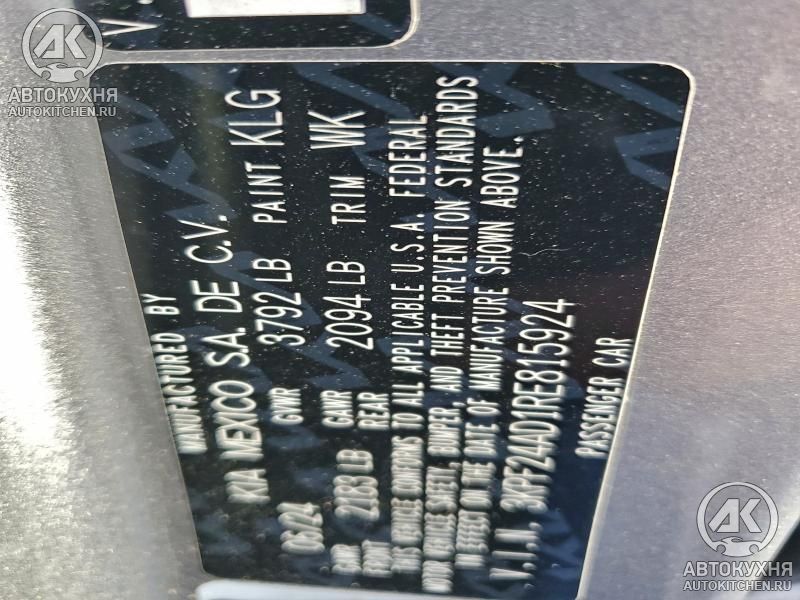 V.
AK
АВТОКУХНЯ
AUTOKITCHEN.RU
MANUFACTURED BY
KIA MEXICO S.A. DE C.V.
06/24 GVWR 3792 LB PAINT KLG
GAWR FRONT 2183 LB GAWR REAR 2094 LB TRIM WK
THIS VEHICLE CONFORMS TO ALL APPLICABLE U.S.A. FEDERAL
MOTOR VEHICLE SAFETY, BUMPER, AND THEFT PREVENTION STANDARDS
IN EFFECT ON THE DATE OF MANUFACTURE SHOWN ABOVE.
V.I.N. 3KPF24AD1RE815924
PASSENGER CAR
AK
АВТОКУХНЯ
AUTOKITCHEN.RU